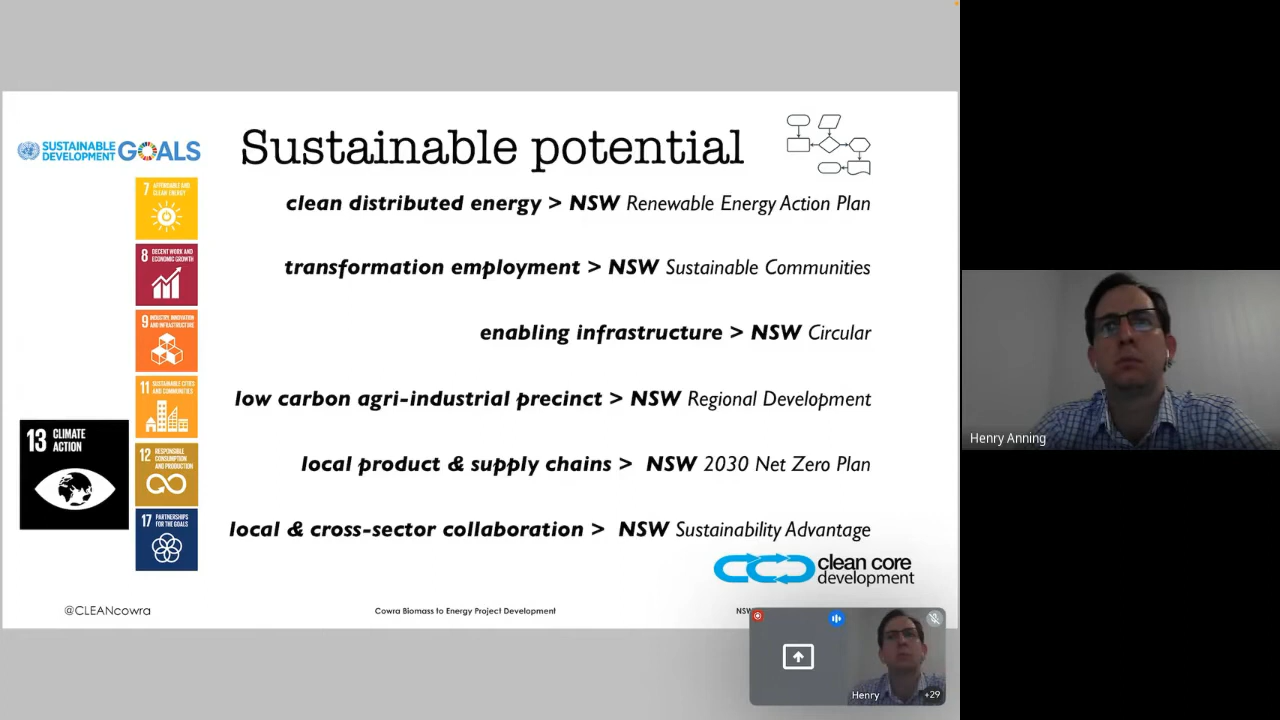 SUSTAINABLE
DEVELOPMENT GOALS
Sustainable potential
7 AFFORDABLE AND
CLEAN ENERGY
clean distributed energy > NSW Renewable Energy Action Plan
8 DECENT WORK AND
ECONOMIC GROWTH
transformation employment > NSW Sustainable Communities
9 INDUSTRY, INNOVATION
AND INFRASTRUCTURE
enabling infrastructure > NSW Circular
11 SUSTAINABLE CITIES
AND COMMUNITIES
low carbon agri-industrial precinct > NSW Regional Development
13 CLIMATE
ACTION
12 RESPONSIBLE
CONSUMPTION
AND PRODUCTION
local product & supply chains > NSW 2030 Net Zero Plan
17 PARTNERSHIPS
FOR THE GOALS
local & cross-sector collaboration > NSW Sustainability Advantage
clean core
development
@CLEANcowra
Cowra Biomass to Energy Project Development
NSW
Henry
+29
Henry Anning